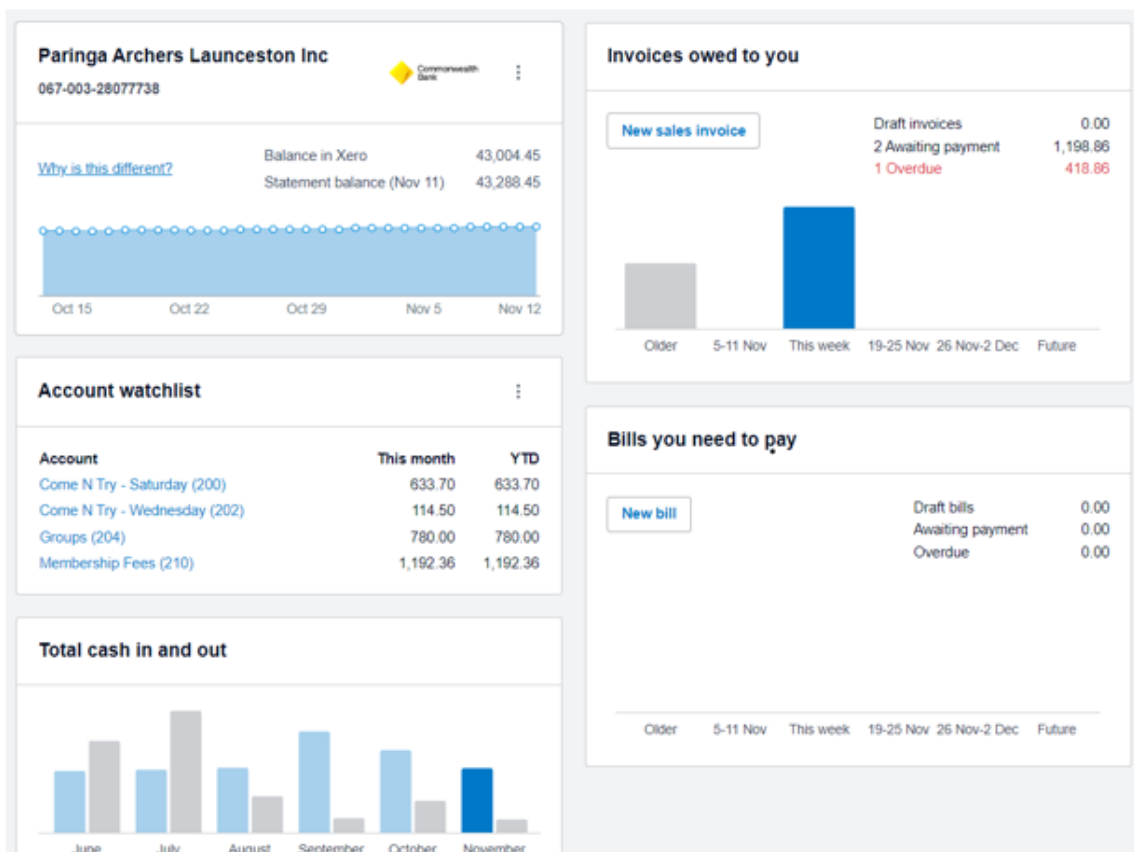 Paringa Archers Launceston Inc
Commonwealth
Bank
067-003-28077738
Why is this different?
Balance in Xero 43,004.45
Statement balance (Nov 11) 43,288.45
Oct 15 Oct 22 Oct 29 Nov 5 Nov 12
Account watchlist
Account This month YTD
Come N Try - Saturday (200) 633.70 633.70
Come N Try - Wednesday (202) 114.50 114.50
Groups (204) 780.00 780.00
Membership Fees (210) 1,192.36 1,192.36
Total cash in and out
June July August September October November
Invoices owed to you
New sales invoice
Draft invoices 0.00
2 Awaiting payment 1,198.86
1 Overdue 418.86
Older 5-11 Nov This week 19-25 Nov 26 Nov-2 Dec Future
Bills you need to pay
New bill
Draft bills 0.00
Awaiting payment 0.00
Overdue 0.00
Older 5-11 Nov This week 19-25 Nov 26 Nov-2 Dec Future